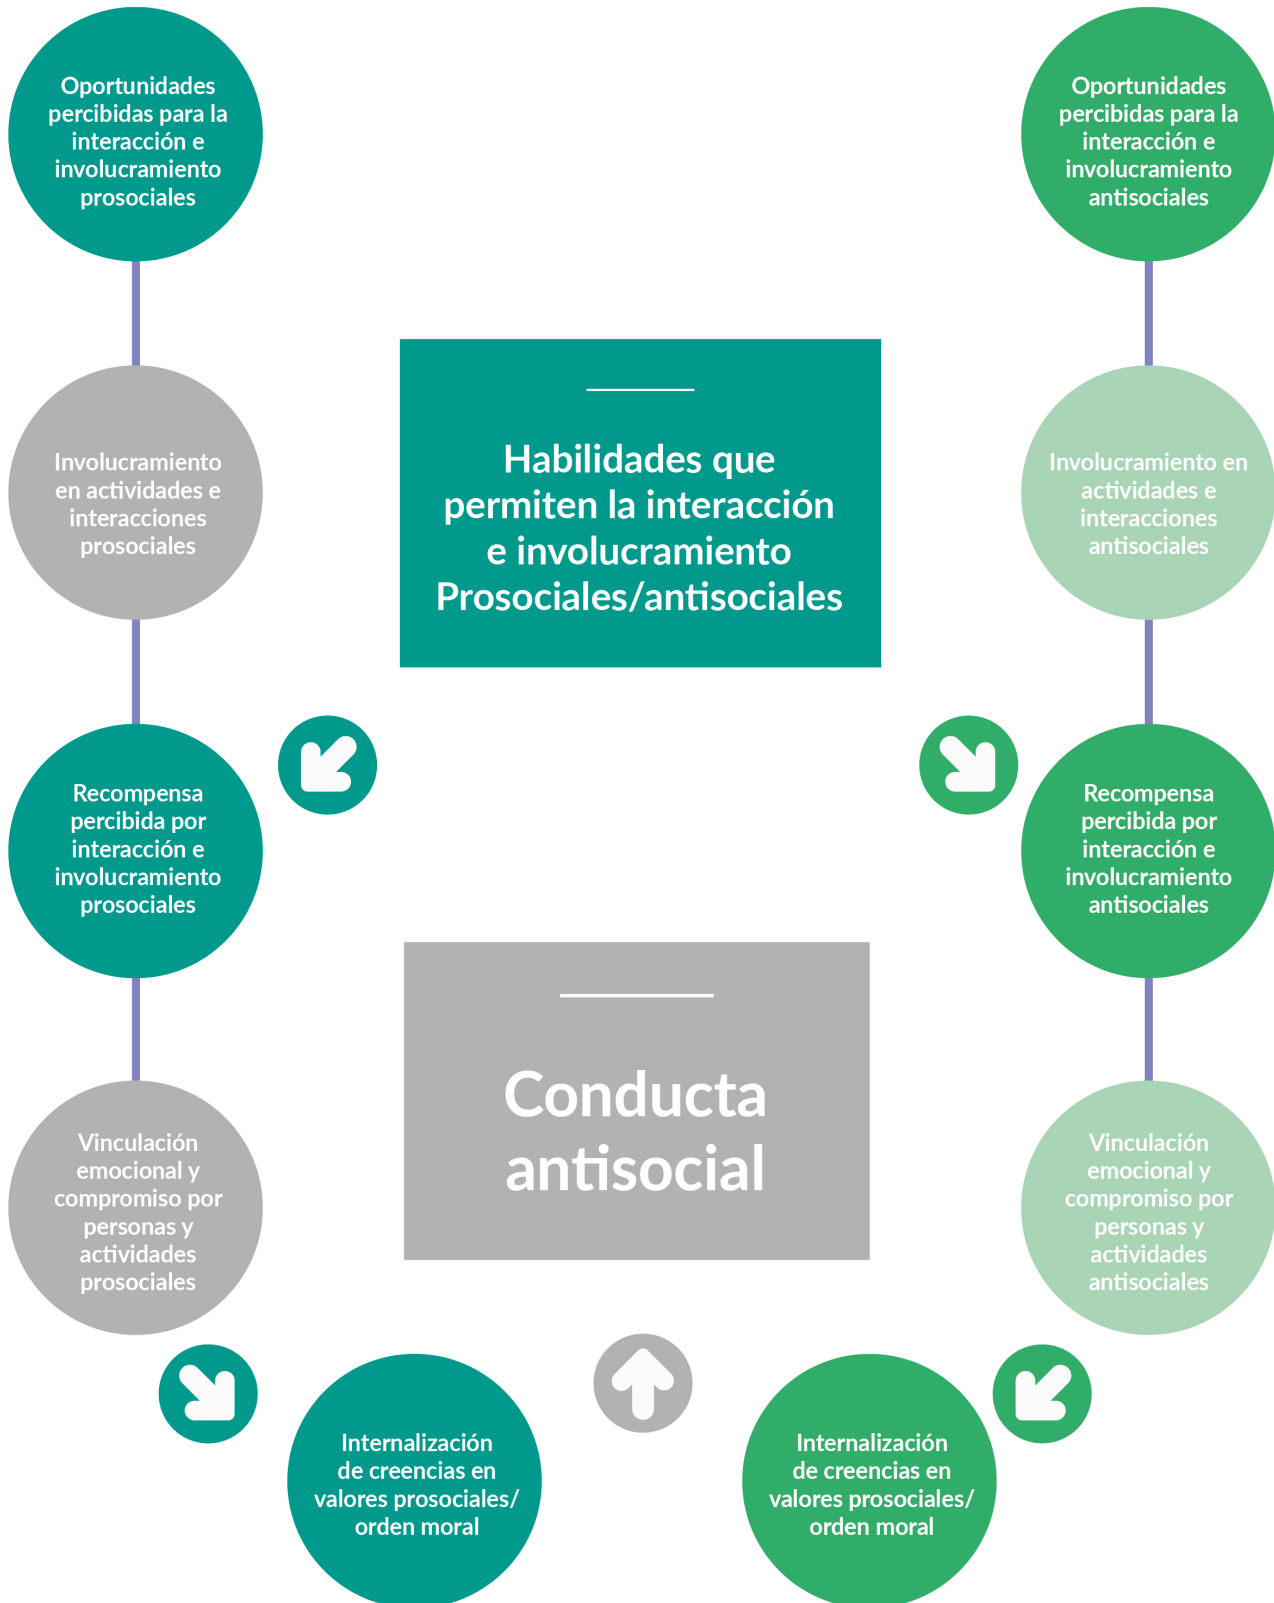 Oportunidades
percibidas para la
interacción e
involucramiento
prosociales
Involucramiento
en actividades e
interacciones
prosociales
Recompensa
percibida por
interacción e
involucramiento
prosociales
Vinculación
emocional y
compromiso por
personas y
actividades
prosociales
Internalización
de creencias en
valores prosociales/
orden moral
Habilidades que
permiten la interacción
e involucramiento
Prosociales/antisociales
Conducta
antisocial
Oportunidades
percibidas para la
interacción e
involucramiento
antisociales
Involucramiento en
actividades e
interacciones
antisociales
Recompensa
percibida por
interacción e
involucramiento
antisociales
Vinculación
emocional y
compromiso por
personas y
actividades
antisociales
Internalización
de creencias en
valores prosociales/
orden moral